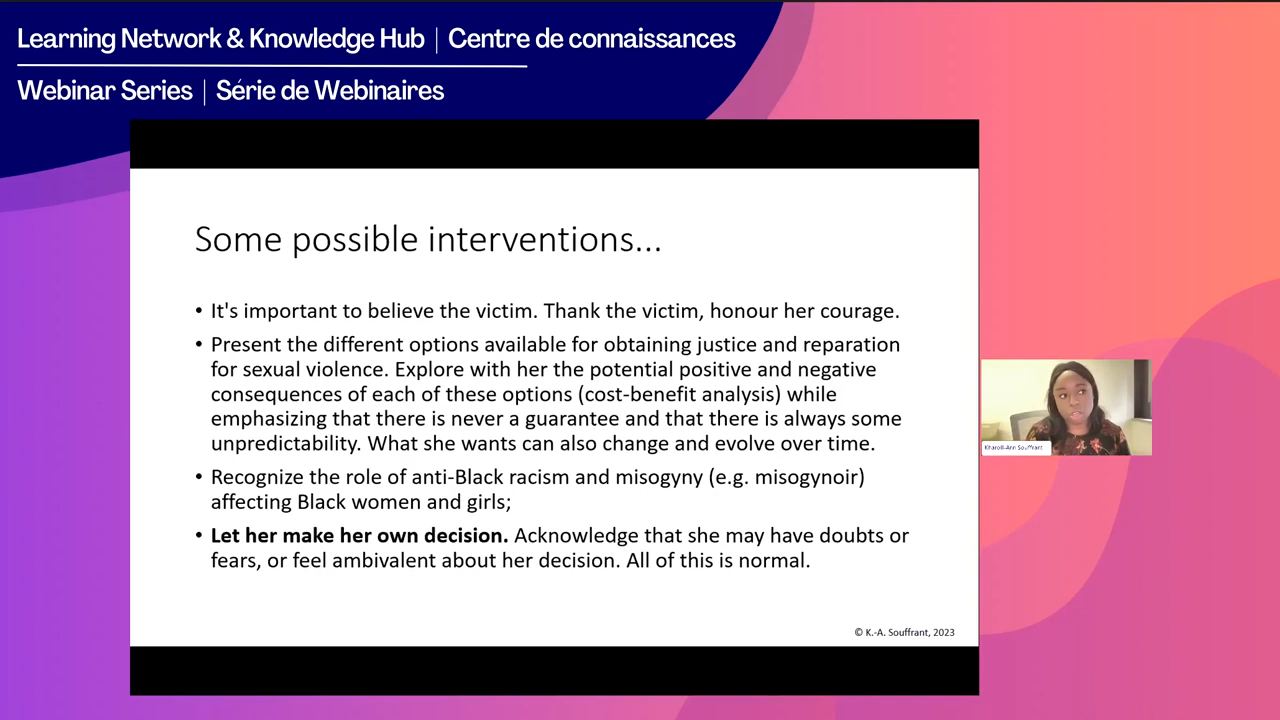 Learning Network & Knowledge Hub | Centre de connaissances
Webinar Series | Série de Webinaires
Some possible interventions...
• It's important to believe the victim. Thank the victim, honour her courage.
• Present the different options available for obtaining justice and reparation
for sexual violence. Explore with her the potential positive and negative
consequences of each of these options (cost-benefit analysis) while
emphasizing that there is never a guarantee and that there is always some
unpredictability. What she wants can also change and evolve over time.
• Recognize the role of anti-Black racism and misogyny (e.g. misogynoir)
affecting Black women and girls;
• Let her make her own decision. Acknowledge that she may have doubts or
fears, or feel ambivalent about her decision. All of this is normal.
© K.-A. Souffrant, 2023
Kharoll-Ann Souffrant